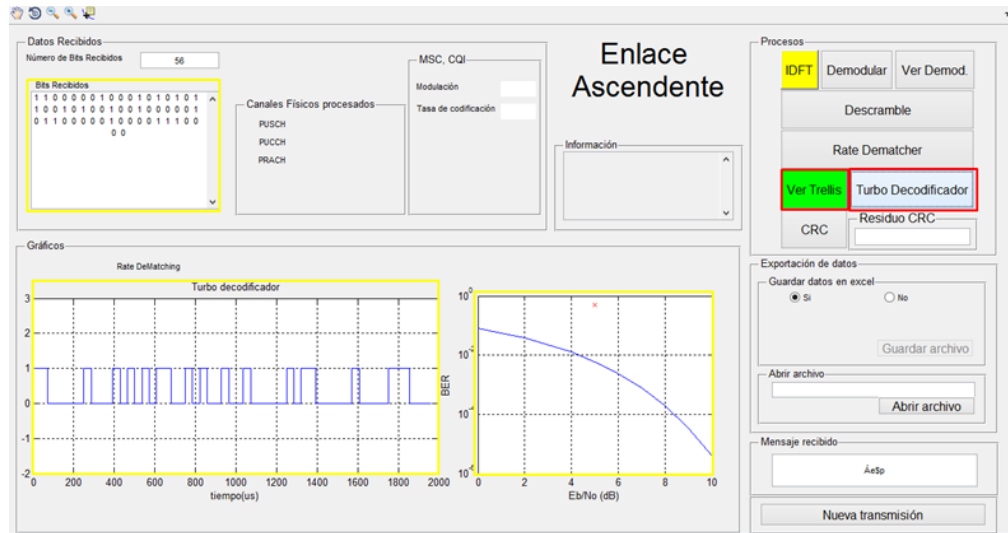 Datos Recibidos
Número de Bits Recibidos 56
Bits Recibidos
1 1 0 0 0 0 0 1 0 0 0 1 0 1 0 1 0 1
1 0 0 1 0 1 0 0 1 0 0 1 0 0 0 0 0 1
0 1 1 0 0 0 0 0 1 0 0 0 0 1 1 1 0 0
0 0
Canales Físicos procesados
PUSCH
PUCCH
PRACH
MSC, CQI
Modulación
Tasa de codificación
Enlace
Ascendente
Información
Procesos
IDFT Demodular Ver Demod.
Descramble
Rate Dematcher
Ver Trellis Turbo Decodificador
CRC Residuo CRC
Gráficos
Rate DeMatching
Turbo decodificador
3
2
1
0
-1
-2
0 200 400 600 800 1000 1200 1400 1600 1800 2000
tiempo(us)
BER
10^0
10^-2
10^-4
0 2 4 6 8 10
Eb/No (dB)
Exportación de datos
Guardar datos en excel
Si No
Guardar archivo
Abrir archivo
Abrir archivo
Mensaje recibido
Áe$p
Nueva transmisión